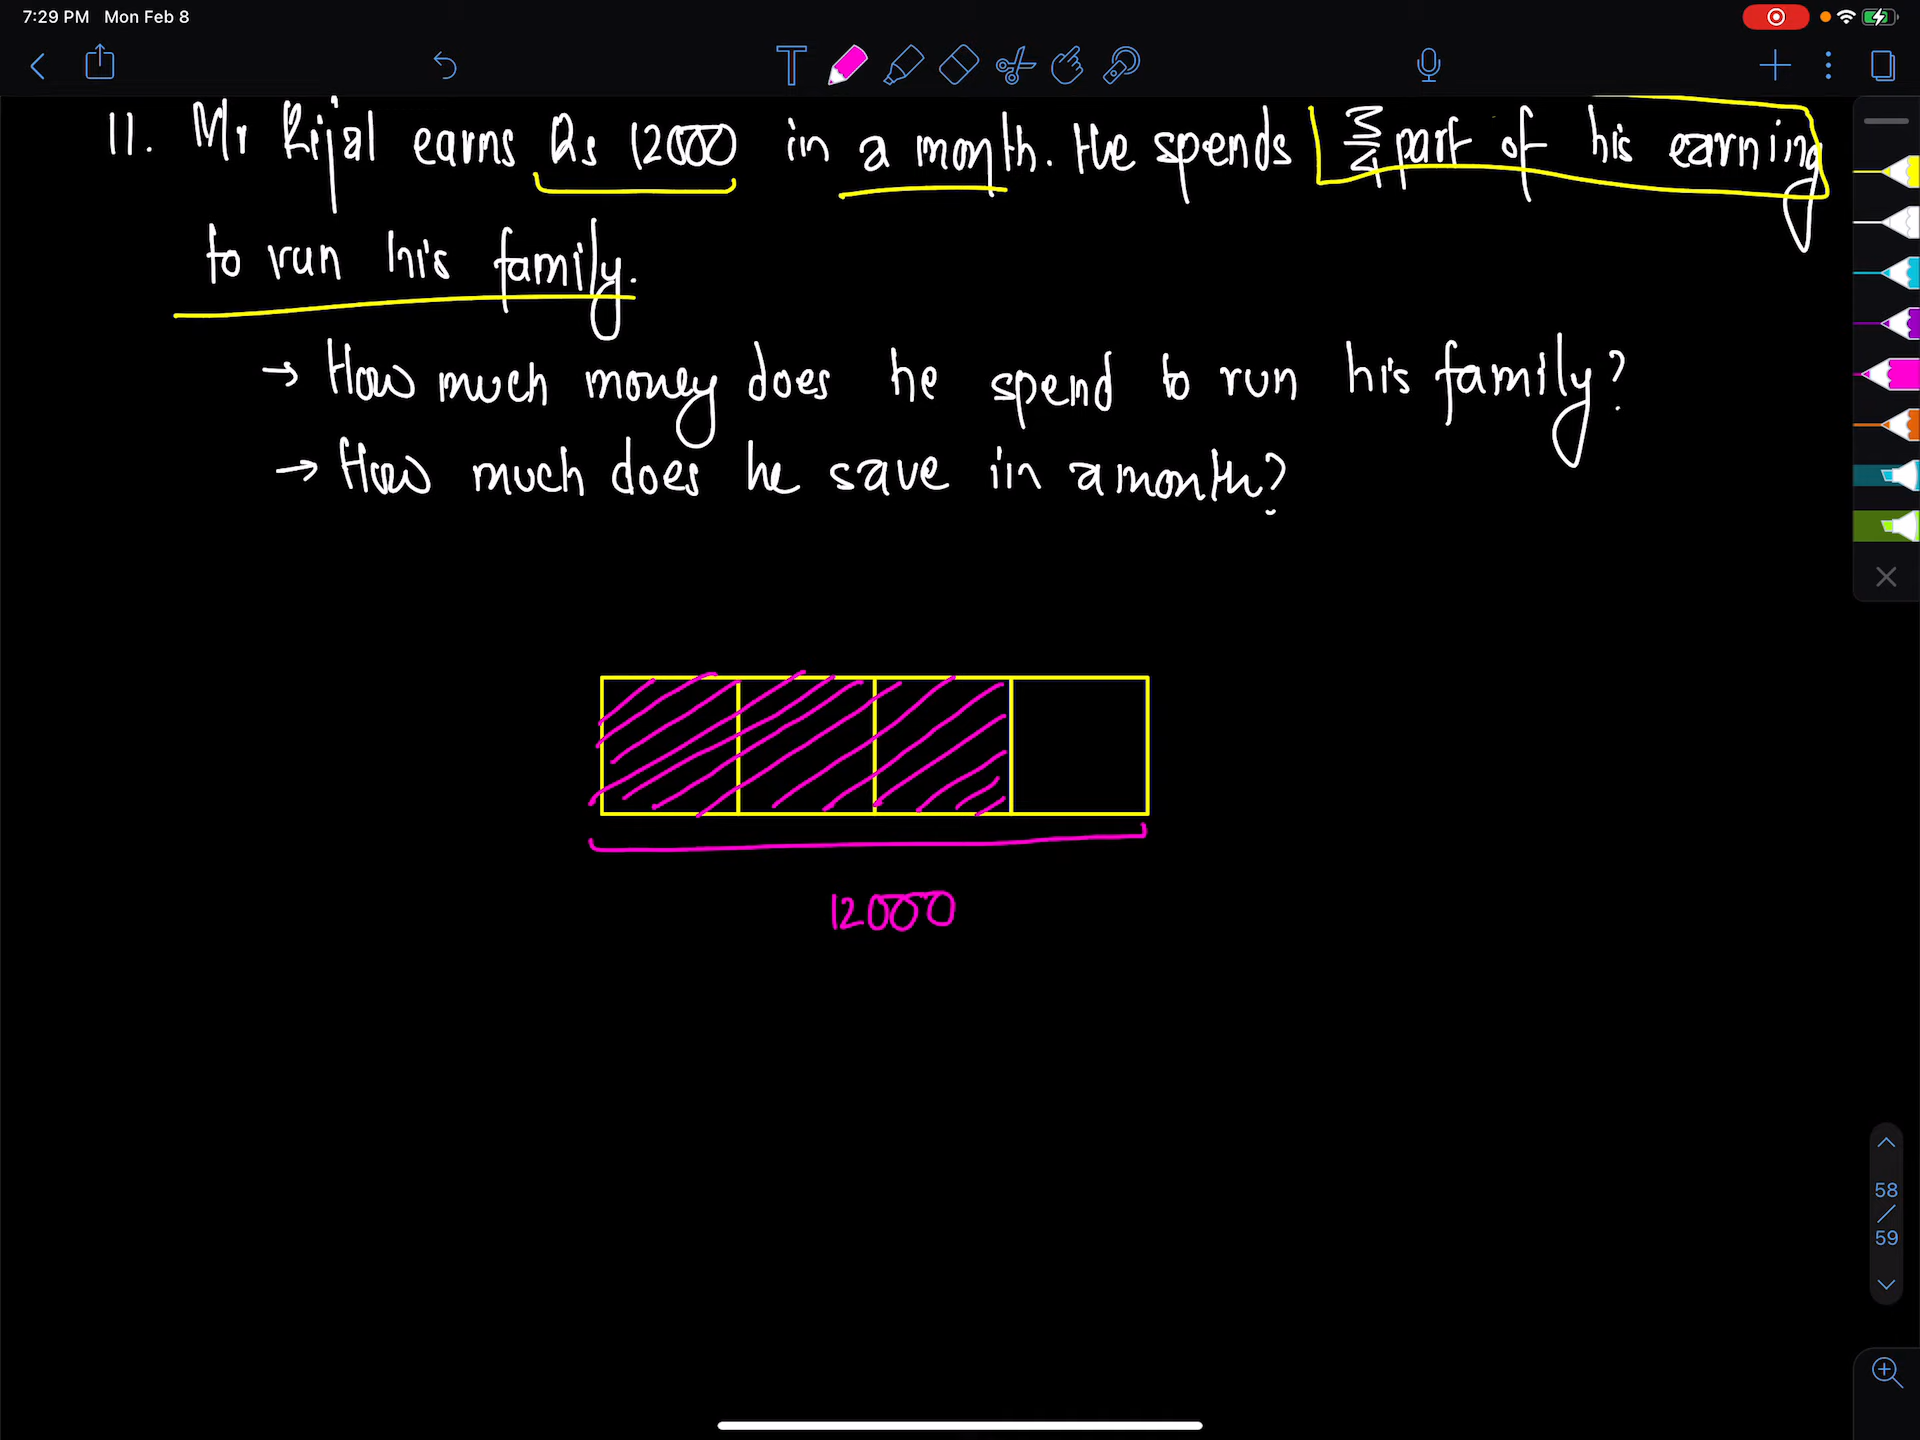 7:29 PM Mon Feb 8
11. Mr Rijal earns Rs 12000 in a month. He spends 3/4 part of his earning
to run his family.
→ How much money does he spend to run his family?
→ How much does he save in a month?
12000
58
/
59